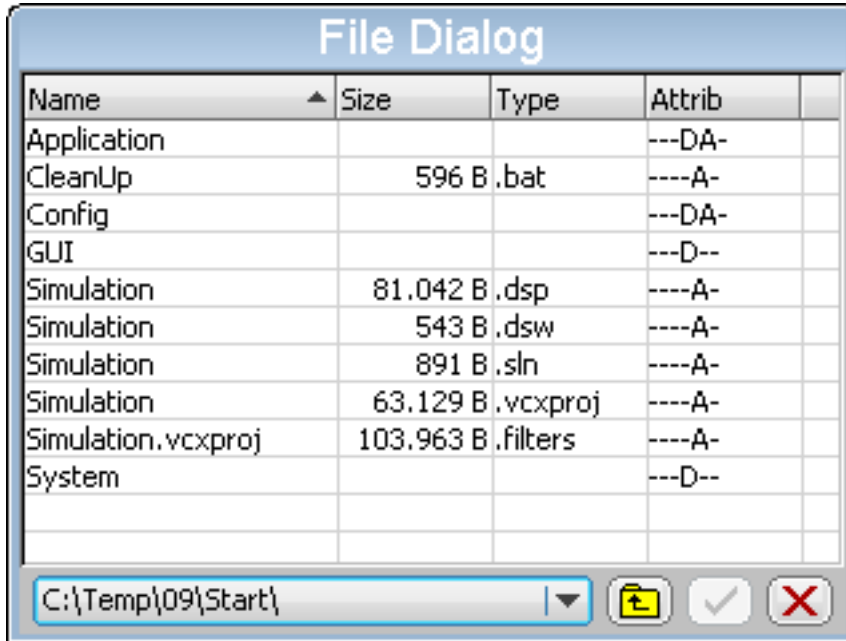 File Dialog
Name Size Type Attrib
Application ---DA-
CleanUp 596 B .bat ----A-
Config ---DA-
GUI ---D--
Simulation 81.042 B .dsp ----A-
Simulation 543 B .dsw ----A-
Simulation 891 B .sln ----A-
Simulation 63.129 B .vcxproj ----A-
Simulation.vcxproj 103.963 B .filters ----A-
System ---D--
C:\Temp\09\Start\